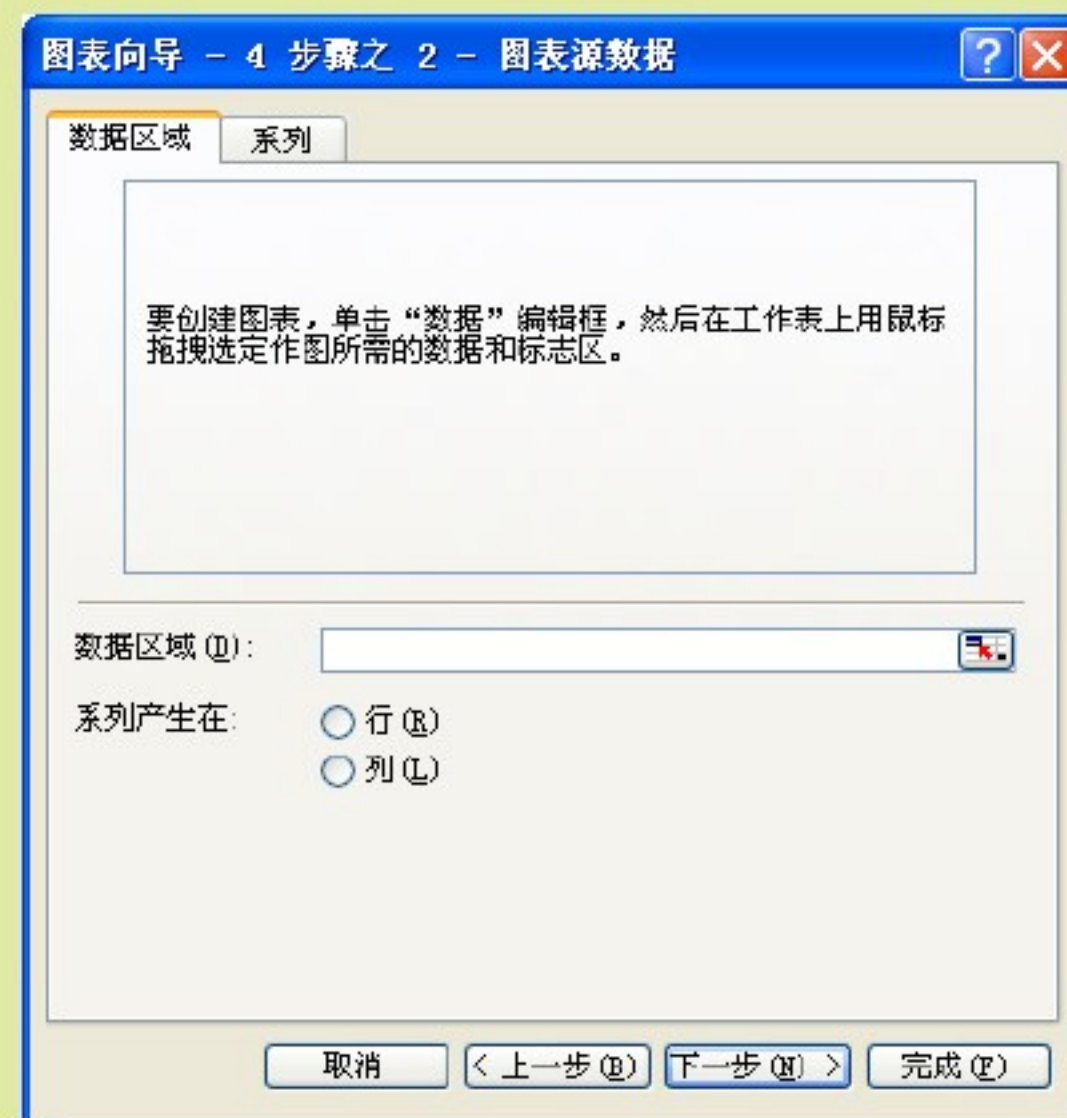 图表向导 - 4 步骤之 2 - 图表源数据
数据区域 系列
要创建图表，单击“数据”编辑框，然后在工作表上用鼠标
拖拽选定作图所需的数据和标志区。
数据区域(D):
系列产生在:
行(R)
列(L)
取消 < 上一步(B) 下一步(N) > 完成(F)